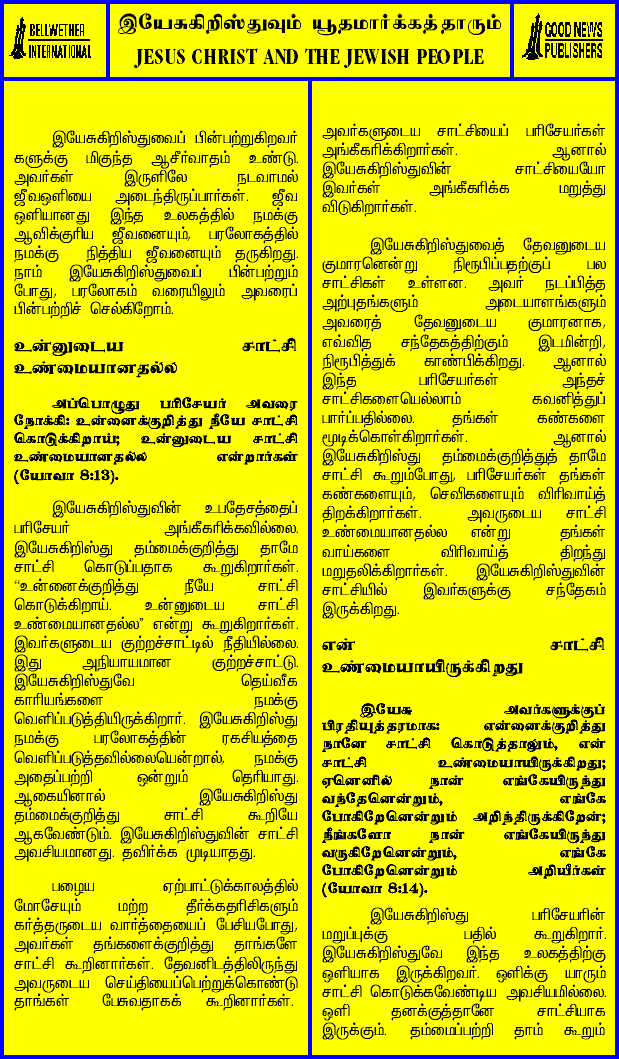 BELLWETHER
INTERNATIONAL
இயேசுகிறிஸ்துவும் யூதமார்க்கத்தாரும்
JESUS CHRIST AND THE JEWISH PEOPLE
GOOD NEWS
PUBLISHERS
இயேசுகிறிஸ்துவைப் பின்பற்றுகிறவர்
களுக்கு மிகுந்த ஆசீர்வாதம் உண்டு.
அவர்கள் இருளிலே நடவாமல்
ஜீவஒளியை அடைந்திருப்பார்கள். ஜீவ
ஒளியானது இந்த உலகத்தில் நமக்கு
ஆவிக்குரிய ஜீவனையும், பரலோகத்தில்
நமக்கு நித்திய ஜீவனையும் தருகிறது.
நாம் இயேசுகிறிஸ்துவைப் பின்பற்றும்
போது, பரலோகம் வரையிலும் அவரைப்
பின்பற்றிச் செல்கிறோம்.
உன்னுடைய சாட்சி
உண்மையானதல்ல
அப்பொழுது பரிசேயர் அவரை
நோக்கி: உன்னைக்குறித்து நீயே சாட்சி
கொடுக்கிறாய்; உன்னுடைய சாட்சி
உண்மையானதல்ல என்றார்கள்
(யோவா 8:13).
இயேசுகிறிஸ்துவின் உபதேசத்தைப்
பரிசேயர் அங்கீகரிக்கவில்லை.
இயேசுகிறிஸ்து தம்மைக்குறித்து தாமே
சாட்சி கொடுப்பதாக கூறுகிறார்கள்.
“உன்னைக்குறித்து நீயே சாட்சி
கொடுக்கிறாய். உன்னுடைய சாட்சி
உண்மையானதல்ல” என்று கூறுகிறார்கள்.
இவர்களுடைய குற்றச்சாட்டில் நீதியில்லை.
இது அநியாயமான குற்றச்சாட்டு.
இயேசுகிறிஸ்துவே தெய்வீக
காரியங்களை நமக்கு
வெளிப்படுத்தியிருக்கிறார். இயேசுகிறிஸ்து
நமக்கு பரலோகத்தின் ரகசியத்தை
வெளிப்படுத்தவில்லையென்றால், நமக்கு
அதைப்பற்றி ஒன்றும் தெரியாது.
ஆகையினால் இயேசுகிறிஸ்து
தம்மைக்குறித்து சாட்சி கூறியே
ஆகவேண்டும். இயேசுகிறிஸ்துவின் சாட்சி
அவசியமானது. தவிர்க்க முடியாதது.
பழைய ஏற்பாட்டுக்காலத்தில்
மோசேயும் மற்ற தீர்க்கதரிசிகளும்
கர்த்தருடைய வார்த்தையைப் பேசியபோது,
அவர்கள் தங்களைக்குறித்து தாங்களே
சாட்சி கூறினார்கள். தேவனிடத்திலிருந்து
அவருடைய செய்தியைப்பெற்றுக்கொண்டு
தாங்கள் பேசுவதாகக் கூறினார்கள்.
அவர்களுடைய சாட்சியைப் பரிசேயர்கள்
அங்கீகரிக்கிறார்கள். ஆனால்
இயேசுகிறிஸ்துவின் சாட்சியையோ
இவர்கள் அங்கீகரிக்க மறுத்து
விடுகிறார்கள்.
இயேசுகிறிஸ்துவைத் தேவனுடைய
குமாரனென்று நிரூபிப்பதற்குப் பல
சாட்சிகள் உள்ளன. அவர் நடப்பித்த
அற்புதங்களும் அடையாளங்களும்
அவரைத் தேவனுடைய குமாரனாக,
எவ்வித சந்தேகத்திற்கும் இடமின்றி,
நிரூபித்துக் காண்பிக்கிறது. ஆனால்
இந்த பரிசேயர்கள் அந்தச்
சாட்சிகளையெல்லாம் கவனித்துப்
பார்ப்பதில்லை. தங்கள் கண்களை
மூடிக்கொள்கிறார்கள். ஆனால்
இயேசுகிறிஸ்து தம்மைக்குறித்துத் தாமே
சாட்சி கூறும்போது, பரிசேயர்கள் தங்கள்
கண்களையும், செவிகளையும் விரிவாய்த்
திறக்கிறார்கள். அவருடைய சாட்சி
உண்மையானதல்ல என்று தங்கள்
வாய்களை விரிவாய்த் திறந்து
மறுதலிக்கிறார்கள். இயேசுகிறிஸ்துவின்
சாட்சியில் இவர்களுக்கு சந்தேகம்
இருக்கிறது.
என் சாட்சி
உண்மையாயிருக்கிறது
இயேசு அவர்களுக்குப்
பிரதியுத்தரமாக: என்னைக்குறித்து
நானே சாட்சி கொடுத்தாலும், என்
சாட்சி உண்மையாயிருக்கிறது;
ஏனெனில் நான் எங்கேயிருந்து
வந்தேனென்றும், எங்கே
போகிறேனென்றும் அறிந்திருக்கிறேன்;
நீங்களோ நான் எங்கேயிருந்து
வருகிறேனென்றும், எங்கே
போகிறேனென்றும் அறியீர்கள்
(யோவா 8:14).
இயேசுகிறிஸ்து பரிசேயரின்
மறுப்புக்கு பதில் கூறுகிறார்.
இயேசுகிறிஸ்துவே இந்த உலகத்திற்கு
ஒளியாக இருக்கிறவர். ஒளிக்கு யாரும்
சாட்சி கொடுக்கவேண்டிய அவசியமில்லை.
ஒளி தனக்குத்தானே சாட்சியாக
இருக்கும். தம்மைப்பற்றி தாம் கூறும்